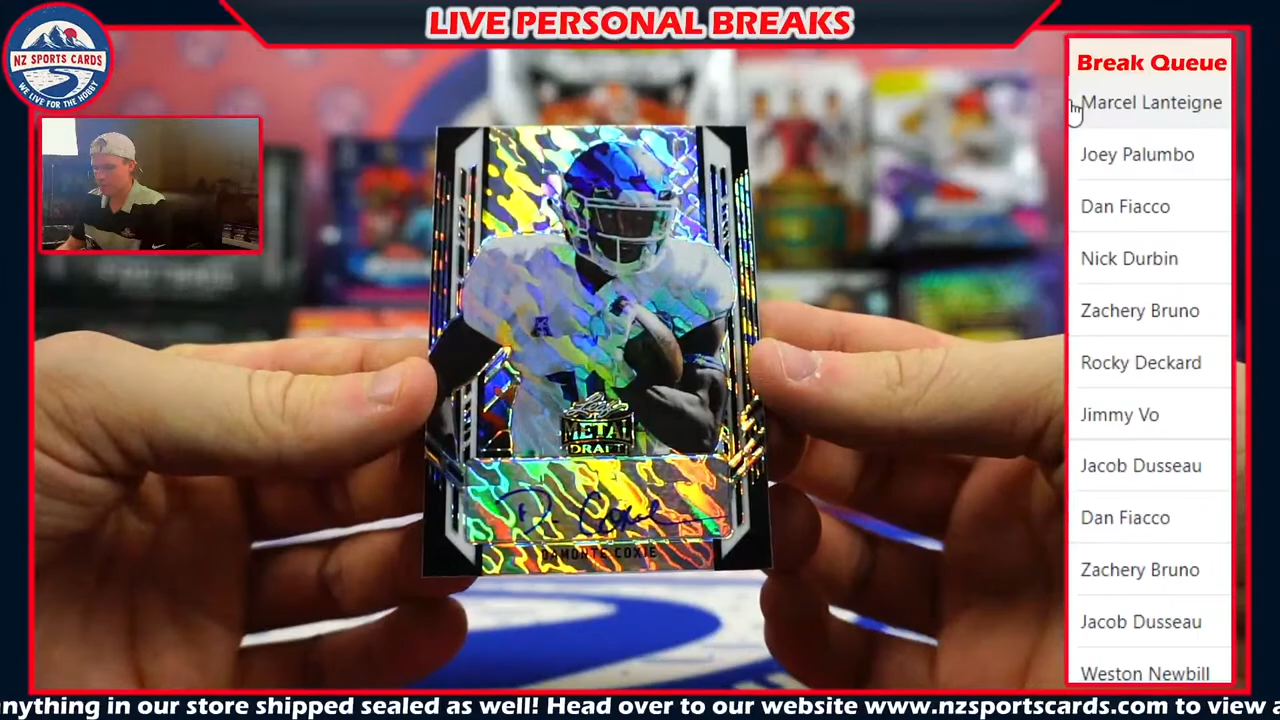 LIVE PERSONAL BREAKS
NZ SPORTS CARDS
WE LIVE FOR THE HOBBY
Break Queue
Marcel Lanteigne
Joey Palumbo
Dan Fiacco
Nick Durbin
Zachery Bruno
Rocky Deckard
Jimmy Vo
Jacob Dusseau
Dan Fiacco
Zachery Bruno
Jacob Dusseau
Weston Newbill
Leaf
METAL
DRAFT
D. Coxie
DAMONTE COXIE
nything in our store shipped sealed as well! Head over to our website www.nzsportscards.com to view a